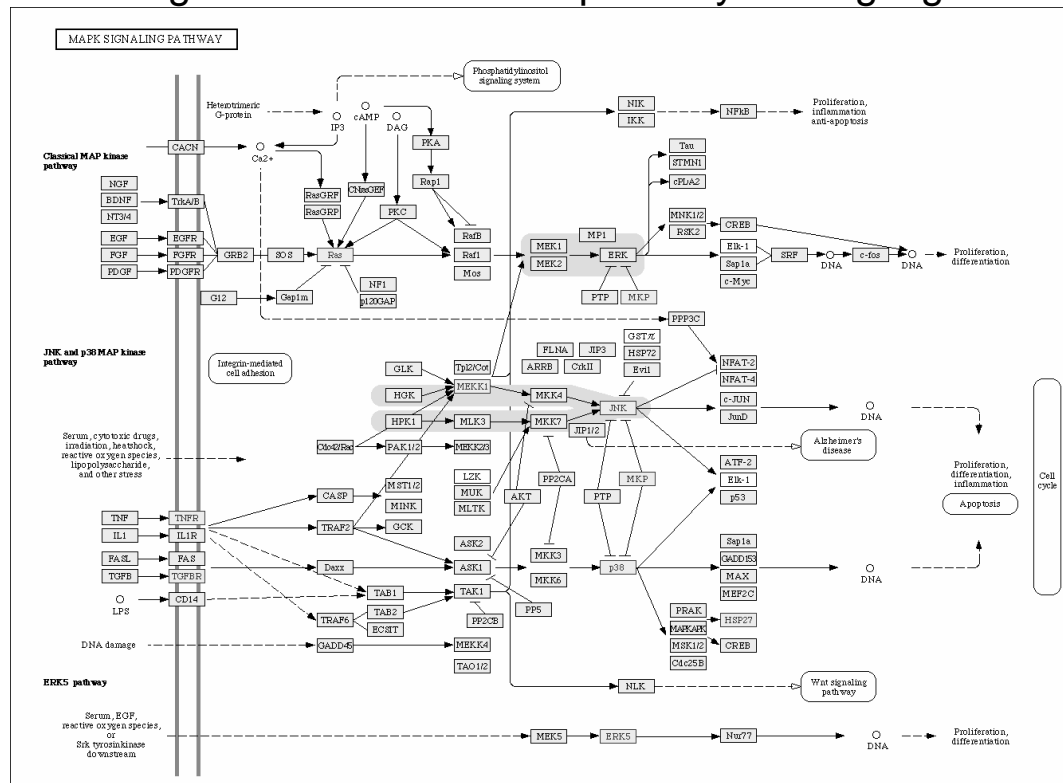 MAPK SIGNALING PATHWAY
Phosphatidylinositol
signaling system
Heterotrimeric
G-protein
IP3
cAMP
DAG
NIK
IKK
NFkB
Proliferation,
inflammation
anti-apoptosis
Classical MAP kinase
pathway
CACN
Ca2+
PKA
Rap1
Tau
STMN1
cPLA2
NGF
BDNF
NT3/4
TrkA/B
RasGRF
RasGRP
PKC
MNK1/2
RSK2
CREB
EGF
FGF
PDGF
EGFR
FGFR
PDGFR
GRB2
SOS
Ras
RafB
Raf1
Mos
MEK1
MEK2
MP1
ERK
Elk-1
Sap1a
c-Myc
SRF
DNA
c-fos
DNA
Proliferation,
differentiation
G12
Gap1m
NF1
p120GAP
PTP
MKP
PPP3C
JNK and p38 MAP kinase
pathway
Integrin-mediated
cell adhesion
GLK
HGK
HPK1
Tpl2/Cot
MEKK1
MLK3
FLNA
JIP3
ARRB
CrkII
GSTπ
HSP72
Evi1
MKK4
MKK7
JNK
JIP1/2
NFAT-2
NFAT-4
c-JUN
JunD
DNA
Cdc42/Rac
PAK1/2
MEKK2/3
Alzheimer's
disease
Serum, cytotoxic drugs,
irradiation, heatshock,
reactive oxygen species,
lipopolysaccharide,
and other stress
LZK
MUK
MLTK
MST1/2
MINK
GCK
CASP
TRAF2
AKT
PP2CA
PTP
MKP
ATF-2
Elk-1
p53
Proliferation,
differentiation,
inflammation
Apoptosis
Cell
cycle
TNF
IL1
FASL
TGFB
LPS
TNFR
IL1R
FAS
TGFBR
CD14
Daxx
ASK2
ASK1
TAK1
TAB1
TAB2
ECSIT
TRAF6
MKK3
MKK6
PP2CB
PP5
p38
Sap1a
GADD153
MAX
MEF2C
DNA
PRAK
MAPKAPK
MSK1/2
Cdc25B
HSP27
CREB
DNA damage
GADD45
MEKK4
TAO1/2
ERK5 pathway
NLK
Wnt signaling
pathway
Serum, EGF,
reactive oxygen species,
or
Srk tyrosinkinase
downstream
MEK5
ERK5
Nur77
DNA
Proliferation,
differentiation